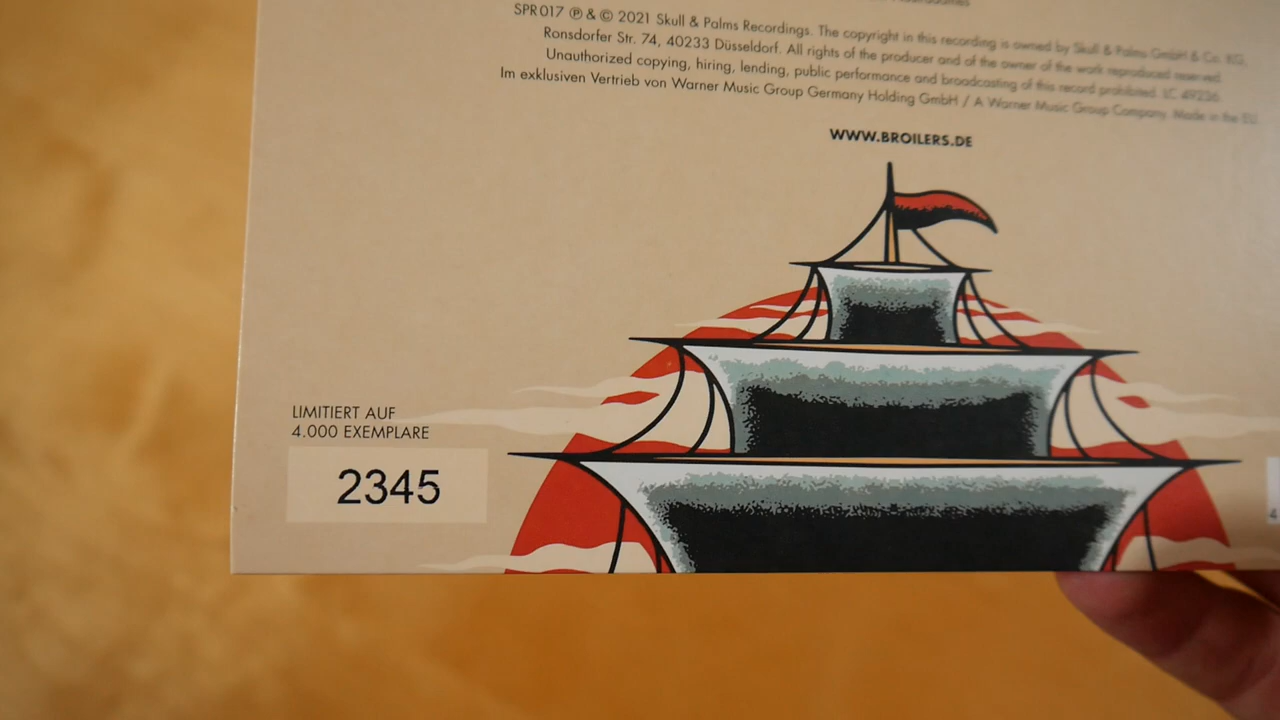 SPR017 ℗ & © 2021 Skull & Palms Recordings. The copyright in this recording is owned by Skull & Palms GmbH & Co. KG,
Ronsdorfer Str. 74, 40233 Düsseldorf. All rights of the producer and of the owner of the work reproduced reserved.
Unauthorized copying, hiring, lending, public performance and broadcasting of this record prohibited. LC 49236.
Im exklusiven Vertrieb von Warner Music Group Germany Holding GmbH / A Warner Music Group Company. Made in the EU.
WWW.BROILERS.DE
LIMITIERT AUF
4.000 EXEMPLARE
2345
4